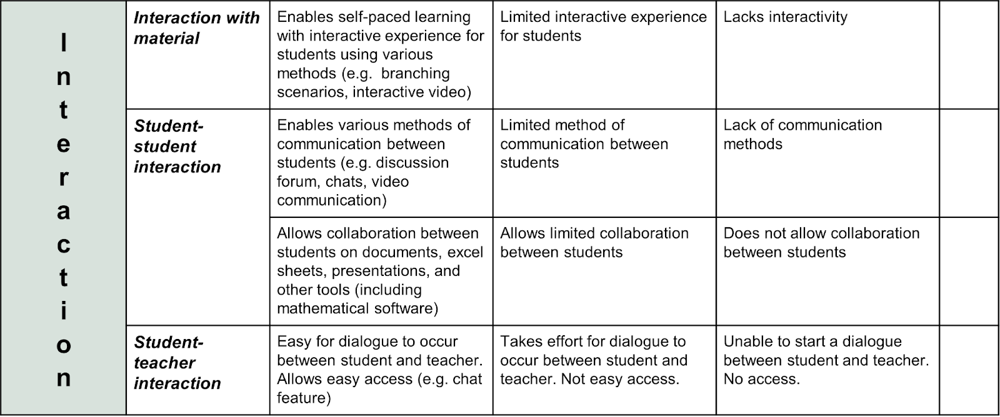 Interaction
Interaction with
material
Enables self-paced learning
with interactive experience for
students using various
methods (e.g.  branching
scenarios, interactive video)
Limited interactive experience
for students
Lacks interactivity
Student-
student
interaction
Enables various methods of
communication between
students (e.g. discussion
forum, chats, video
communication)
Limited method of
communication between
students
Lack of communication
methods
Allows collaboration between
students on documents, excel
sheets, presentations, and
other tools (including
mathematical software)
Allows limited collaboration
between students
Does not allow collaboration
between students
Student-
teacher
interaction
Easy for dialogue to occur
between student and teacher.
Allows easy access (e.g. chat
feature)
Takes effort for dialogue to
occur between student and
teacher. Not easy access.
Unable to start a dialogue
between student and teacher.
No access.